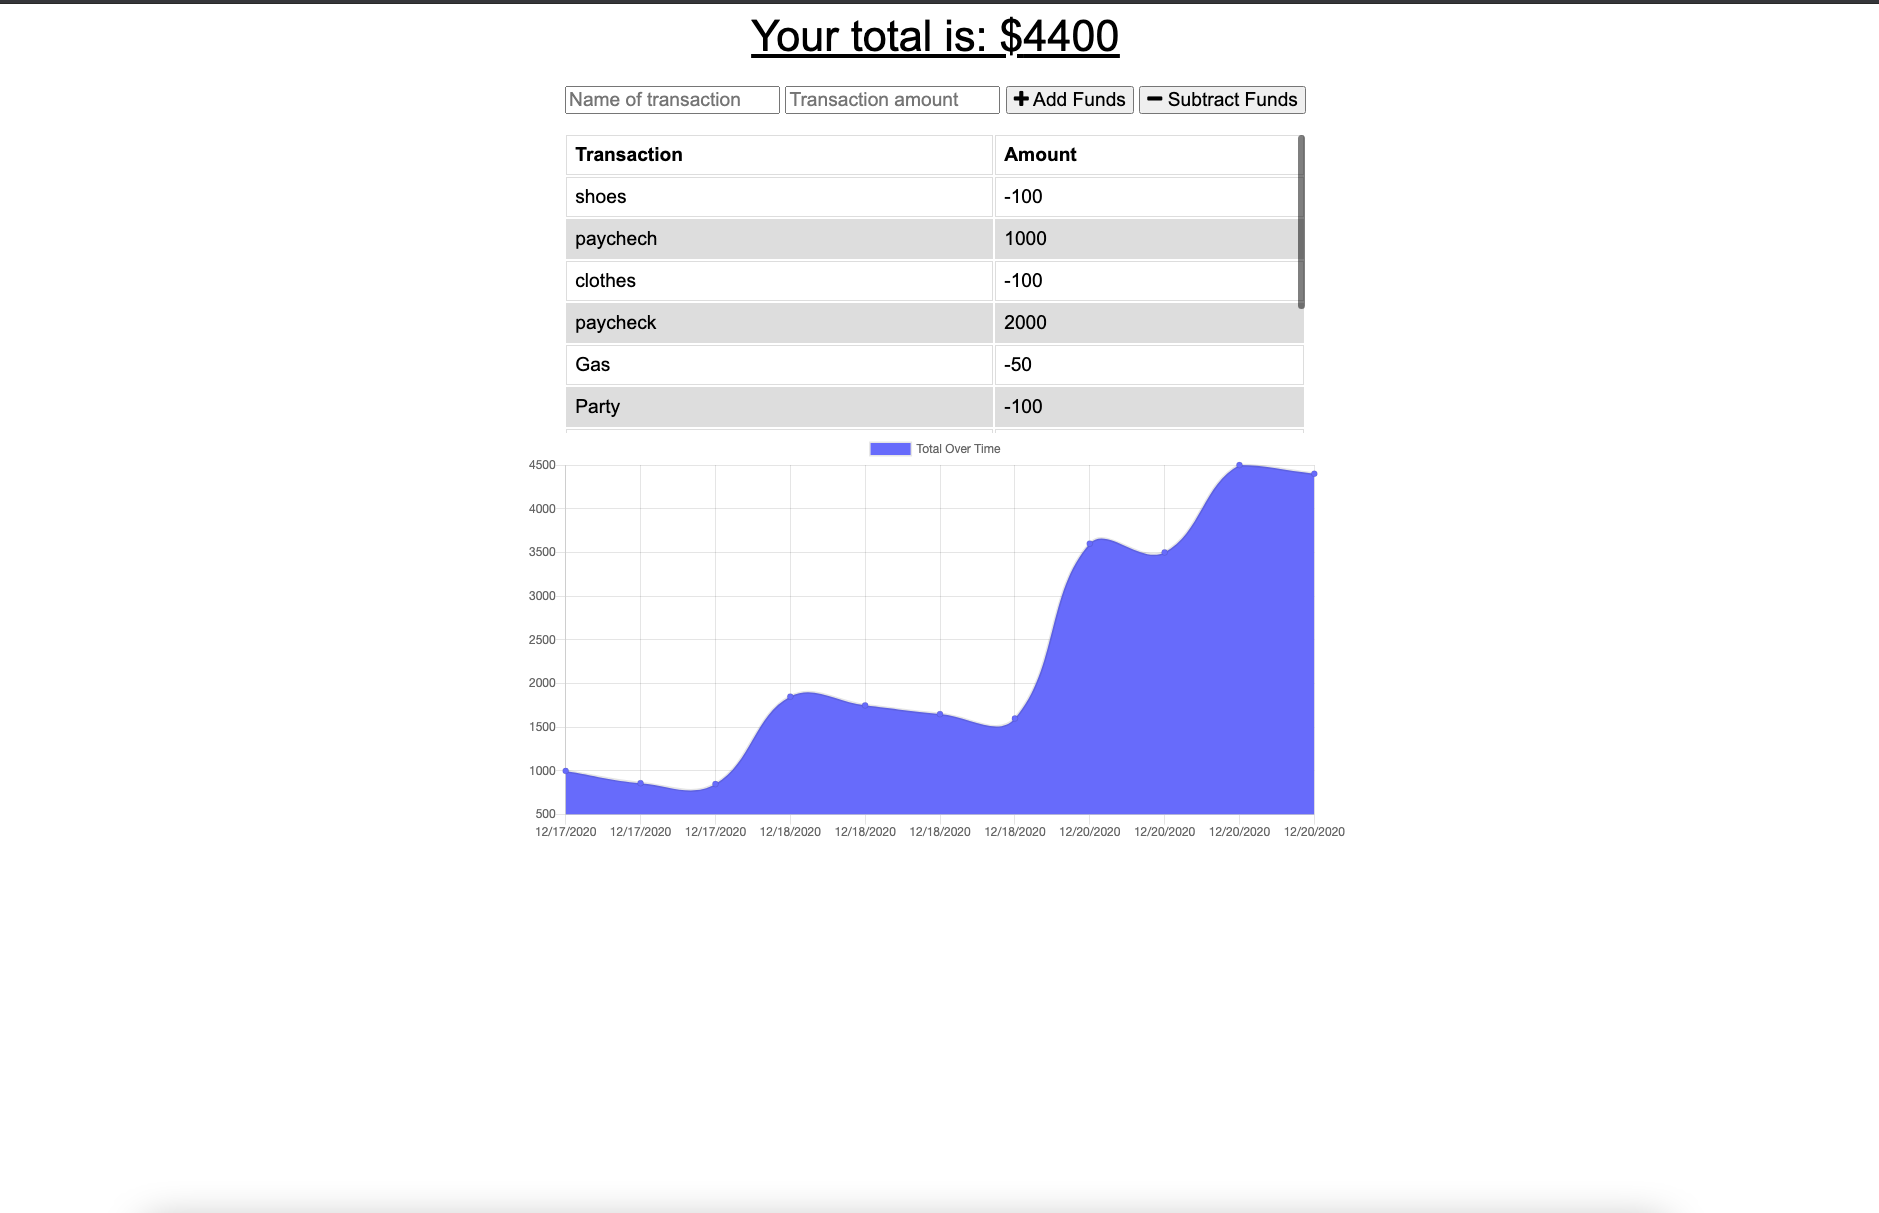 Your total is: $4400
Name of transaction Transaction amount Add Funds Subtract Funds
Transaction Amount
shoes -100
paychech 1000
clothes -100
paycheck 2000
Gas -50
Party -100
Total Over Time
4500
4000
3500
3000
2500
2000
1500
1000
500
12/17/2020 12/17/2020 12/17/2020 12/18/2020 12/18/2020 12/18/2020 12/18/2020 12/20/2020 12/20/2020 12/20/2020 12/20/2020